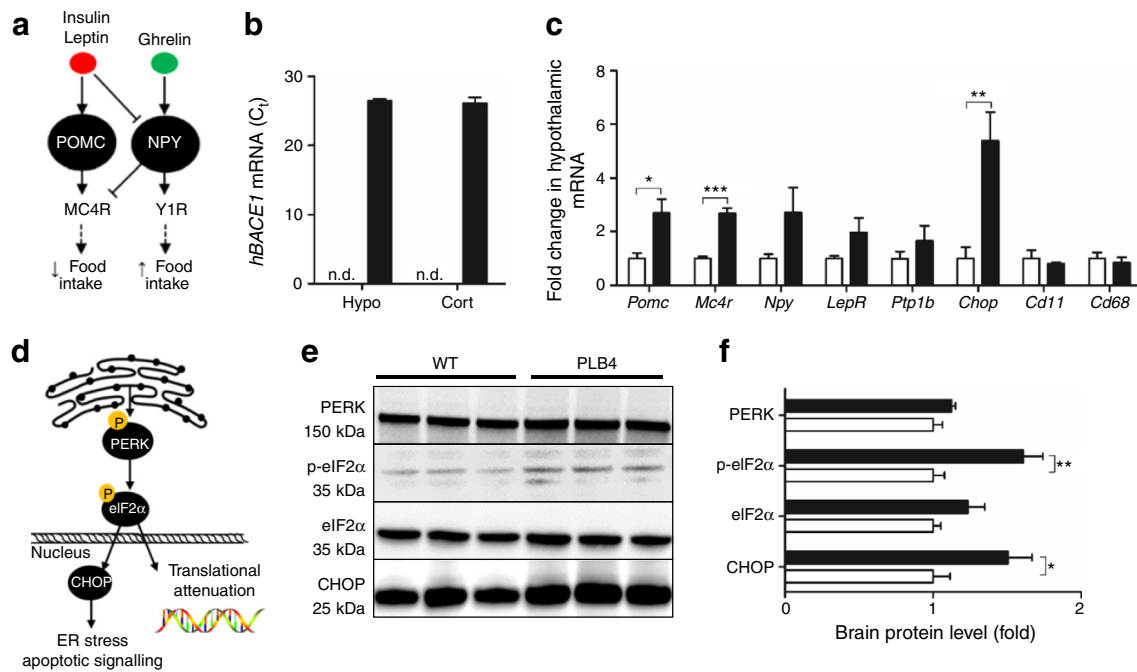 a
Insulin
Leptin
Ghrelin
POMC
NPY
MC4R
Y1R
↓ Food
intake
↑ Food
intake
b
hBACE1 mRNA (Ct)
30
20
10
0
n.d.
n.d.
Hypo
Cort
c
Fold change in hypothalamic
mRNA
8
6
4
2
0
*
***
**
Pomc
Mc4r
Npy
LepR
Ptp1b
Chop
Cd11
Cd68
d
P
PERK
P
eIF2α
Nucleus
CHOP
Translational
attenuation
ER stress
apoptotic signalling
e
WT
PLB4
PERK
150 kDa
p-eIF2α
35 kDa
eIF2α
35 kDa
CHOP
25 kDa
f
PERK
p-eIF2α
**
eIF2α
CHOP
*
0
1
2
Brain protein level (fold)